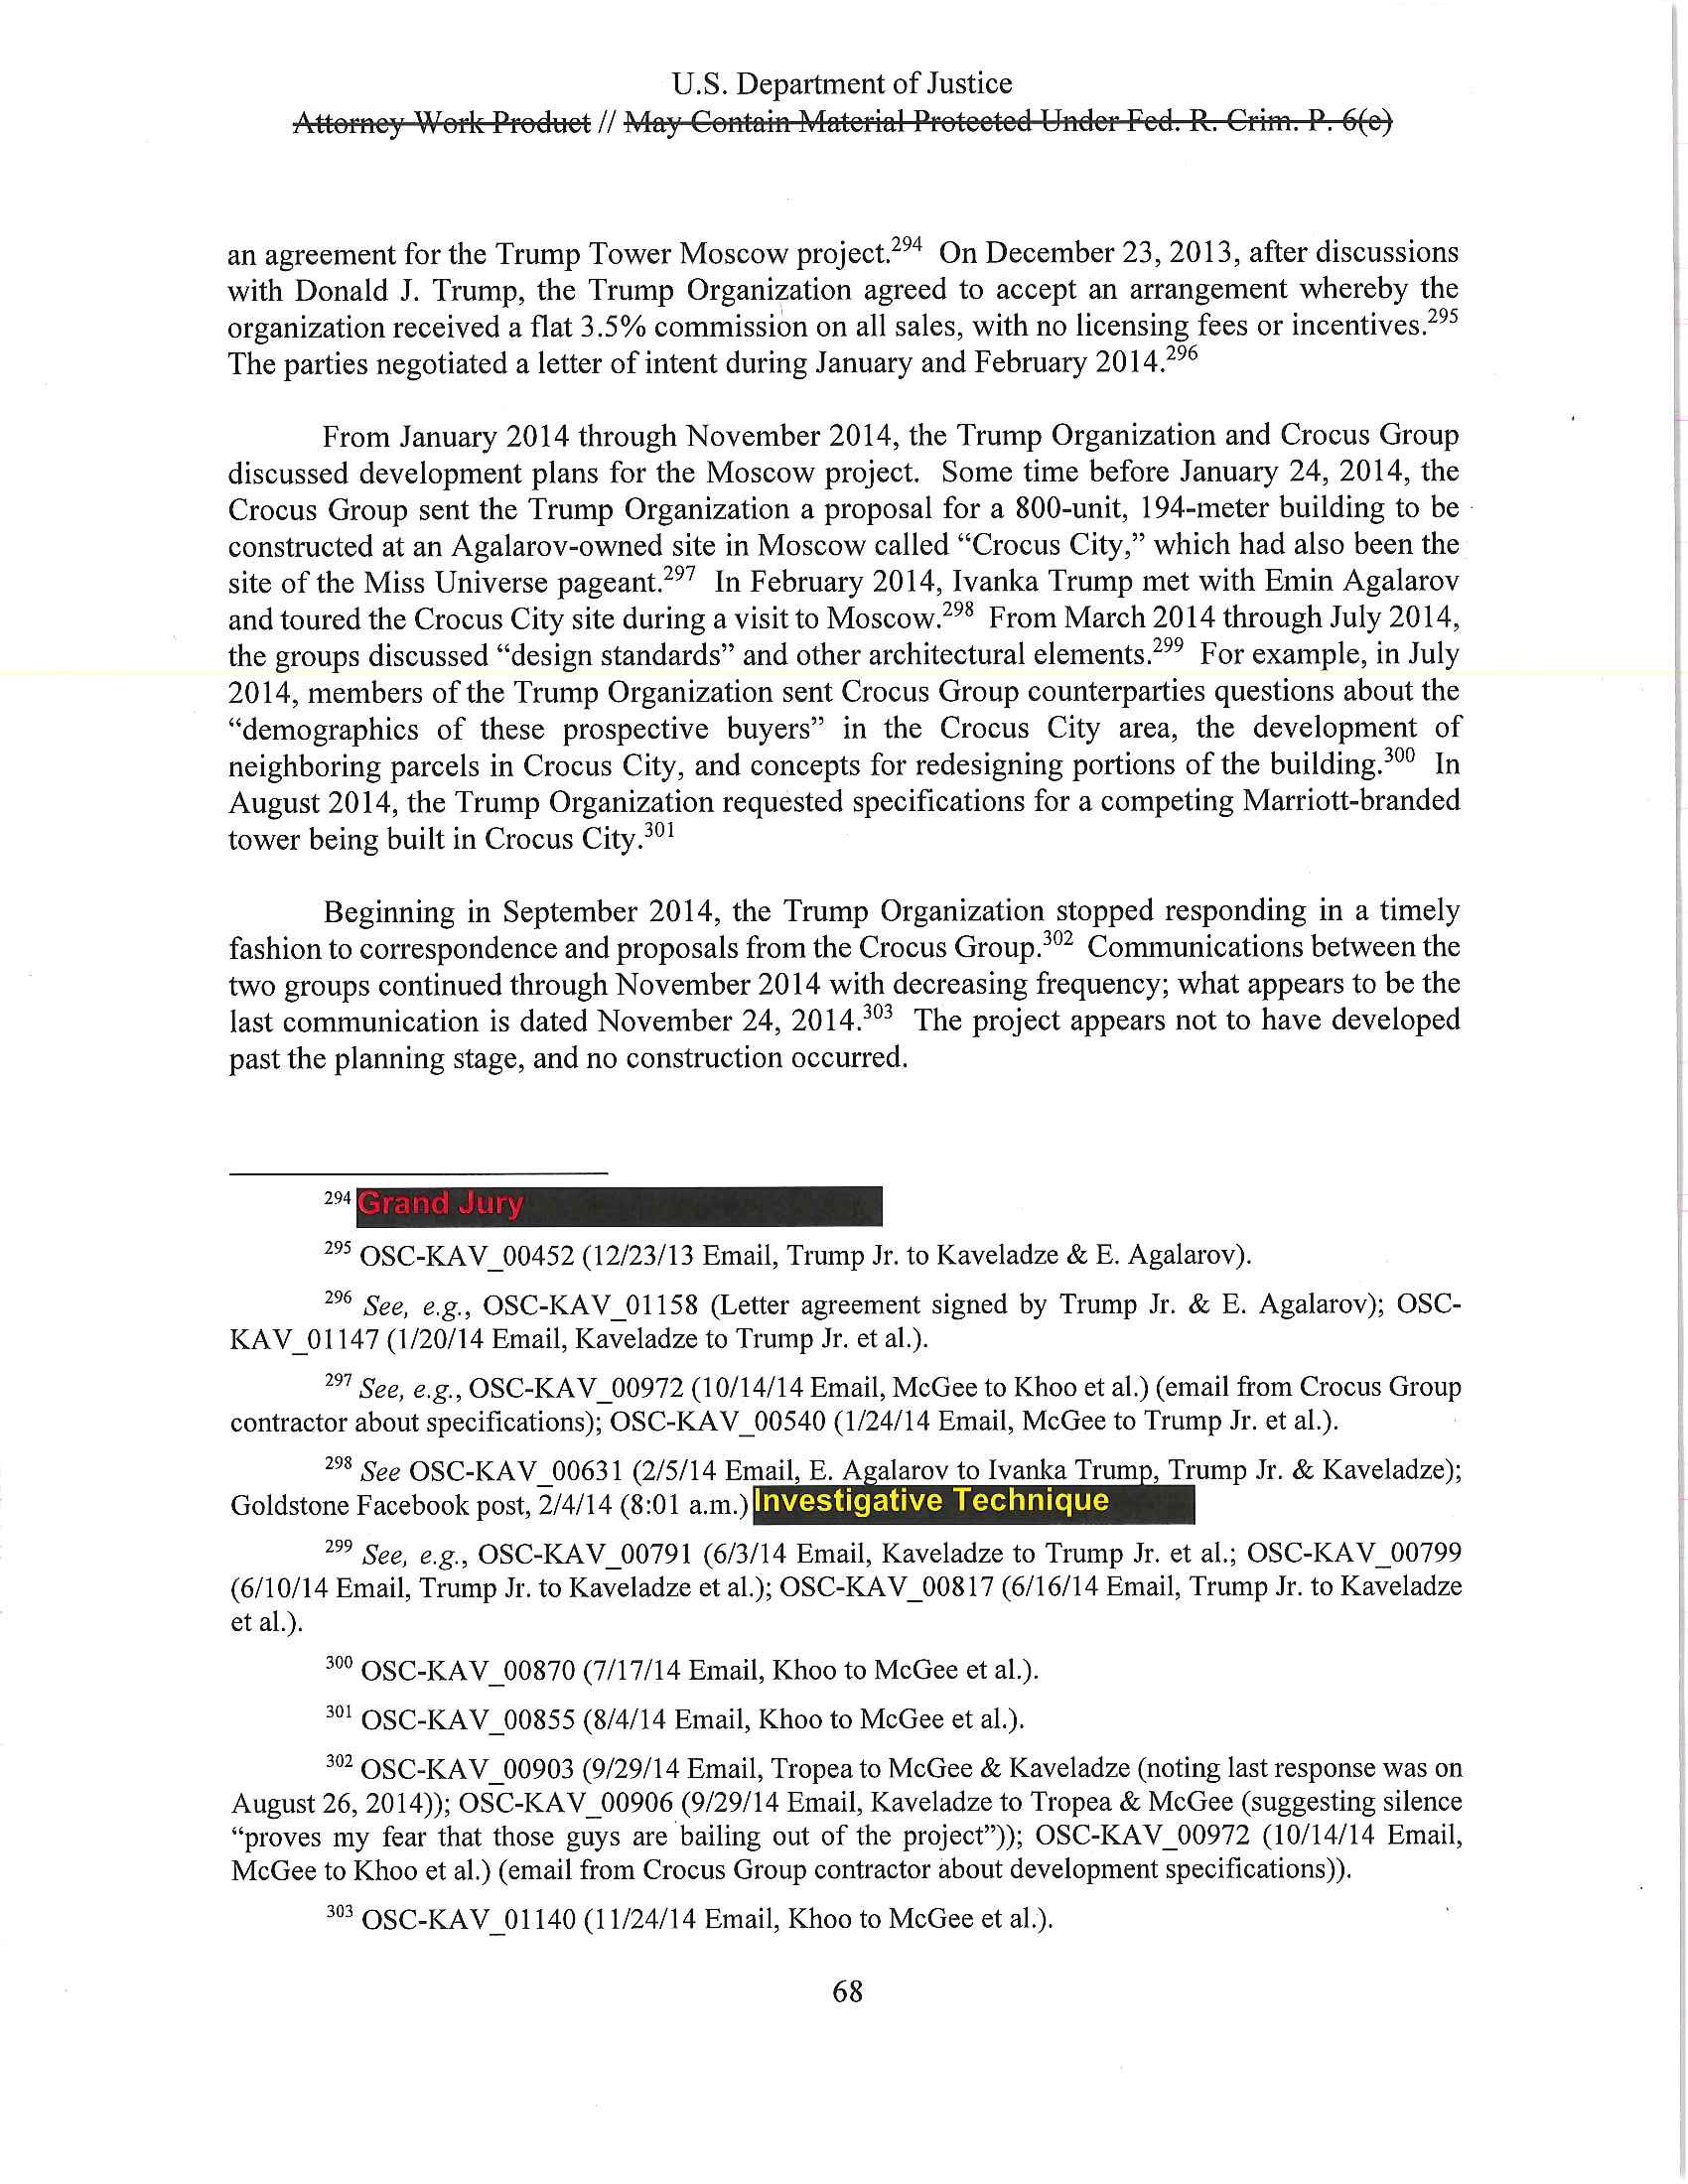 U.S. Department of Justice
Attorney Work Product // May Contain Material Protected Under Fed. R. Crim. P. 6(e)
an agreement for the Trump Tower Moscow project.294 On December 23, 2013, after discussions
with Donald J. Trump, the Trump Organization agreed to accept an arrangement whereby the
organization received a flat 3.5% commission on all sales, with no licensing fees or incentives.295
The parties negotiated a letter of intent during January and February 2014.296
From January 2014 through November 2014, the Trump Organization and Crocus Group
discussed development plans for the Moscow project. Some time before January 24, 2014, the
Crocus Group sent the Trump Organization a proposal for a 800-unit, 194-meter building to be
constructed at an Agalarov-owned site in Moscow called “Crocus City,” which had also been the
site of the Miss Universe pageant.297 In February 2014, Ivanka Trump met with Emin Agalarov
and toured the Crocus City site during a visit to Moscow.298 From March 2014 through July 2014,
the groups discussed “design standards” and other architectural elements.299 For example, in July
2014, members of the Trump Organization sent Crocus Group counterparties questions about the
“demographics of these prospective buyers” in the Crocus City area, the development of
neighboring parcels in Crocus City, and concepts for redesigning portions of the building.300 In
August 2014, the Trump Organization requested specifications for a competing Marriott-branded
tower being built in Crocus City.301
Beginning in September 2014, the Trump Organization stopped responding in a timely
fashion to correspondence and proposals from the Crocus Group.302 Communications between the
two groups continued through November 2014 with decreasing frequency; what appears to be the
last communication is dated November 24, 2014.303 The project appears not to have developed
past the planning stage, and no construction occurred.
294 Grand Jury
295 OSC-KAV_00452 (12/23/13 Email, Trump Jr. to Kaveladze & E. Agalarov).
296 See, e.g., OSC-KAV_01158 (Letter agreement signed by Trump Jr. & E. Agalarov); OSC-
KAV_01147 (1/20/14 Email, Kaveladze to Trump Jr. et al.).
297 See, e.g., OSC-KAV_00972 (10/14/14 Email, McGee to Khoo et al.) (email from Crocus Group
contractor about specifications); OSC-KAV_00540 (1/24/14 Email, McGee to Trump Jr. et al.).
298 See OSC-KAV_00631 (2/5/14 Email, E. Agalarov to Ivanka Trump, Trump Jr. & Kaveladze);
Goldstone Facebook post, 2/4/14 (8:01 a.m.) Investigative Technique
299 See, e.g., OSC-KAV_00791 (6/3/14 Email, Kaveladze to Trump Jr. et al.; OSC-KAV_00799
(6/10/14 Email, Trump Jr. to Kaveladze et al.); OSC-KAV_00817 (6/16/14 Email, Trump Jr. to Kaveladze
et al.).
300 OSC-KAV_00870 (7/17/14 Email, Khoo to McGee et al.).
301 OSC-KAV_00855 (8/4/14 Email, Khoo to McGee et al.).
302 OSC-KAV_00903 (9/29/14 Email, Tropea to McGee & Kaveladze (noting last response was on
August 26, 2014)); OSC-KAV_00906 (9/29/14 Email, Kaveladze to Tropea & McGee (suggesting silence
“proves my fear that those guys are bailing out of the project”)); OSC-KAV_00972 (10/14/14 Email,
McGee to Khoo et al.) (email from Crocus Group contractor about development specifications)).
303 OSC-KAV_01140 (11/24/14 Email, Khoo to McGee et al.).
68